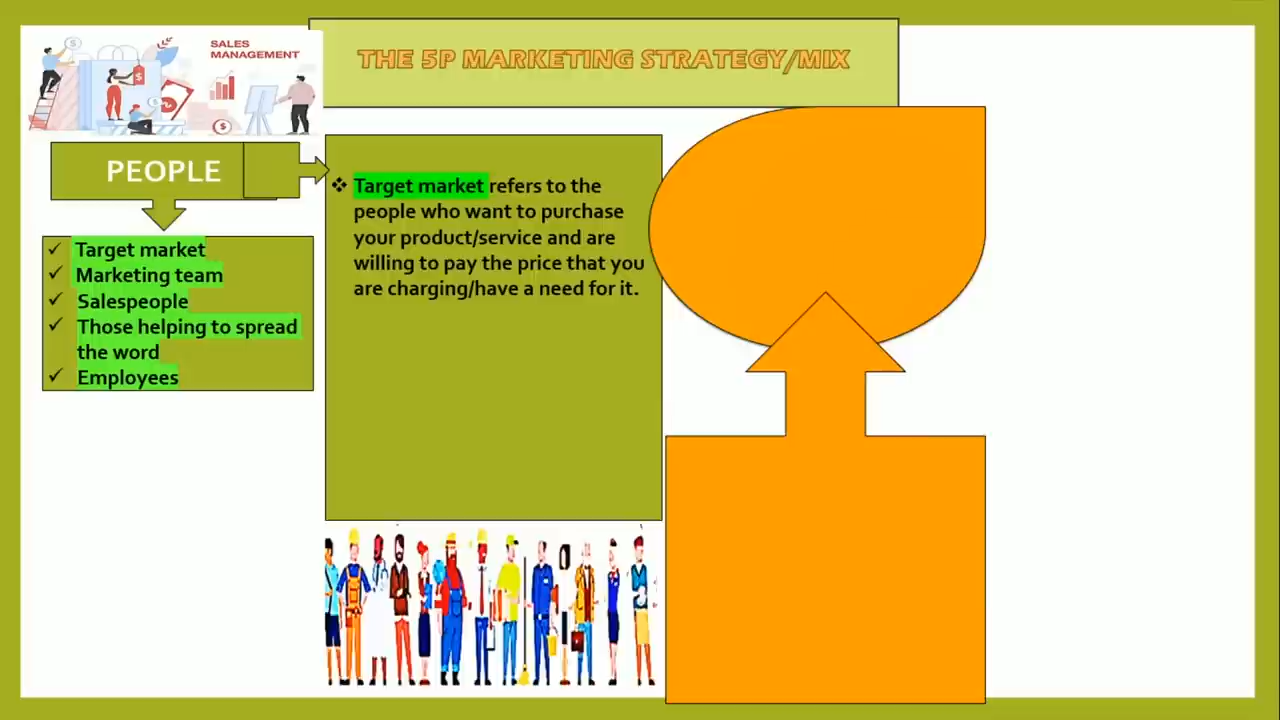 SALES
MANAGEMENT
THE 5P MARKETING STRATEGY/MIX
PEOPLE
✓ Target market
✓ Marketing team
✓ Salespeople
✓ Those helping to spread
the word
✓ Employees
❖ Target market refers to the
people who want to purchase
your product/service and are
willing to pay the price that you
are charging/have a need for it.